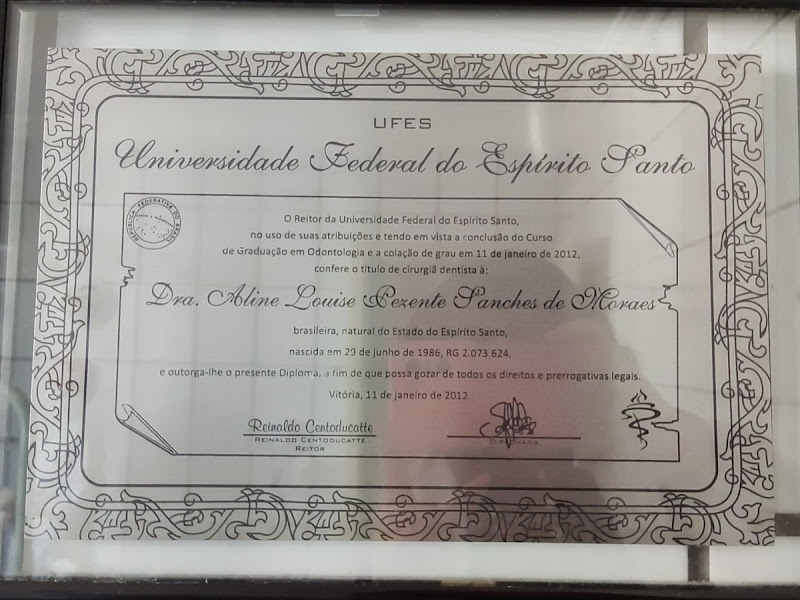 UFES
Universidade Federal do Espírito Santo
REPÚBLICA FEDERATIVA DO BRASIL
O Reitor da Universidade Federal do Espírito Santo,
no uso de suas atribuições e tendo em vista a conclusão do Curso
de Graduação em Odontologia e a colação de grau em 11 de janeiro de 2012,
confere o título de cirurgiã dentista à:
Dra. Aline Louise Pezente Sanches de Moraes
brasileira, natural do Estado do Espírito Santo,
nascida em 29 de junho de 1986, RG 2.073 624,
e outorga-lhe o presente Diploma, a fim de que possa gozar de todos os direitos e prerrogativas legais.
Vitória, 11 de janeiro de 2012
Reinaldo Centoducatte
REINALDO CENTODUCATTE
REITOR